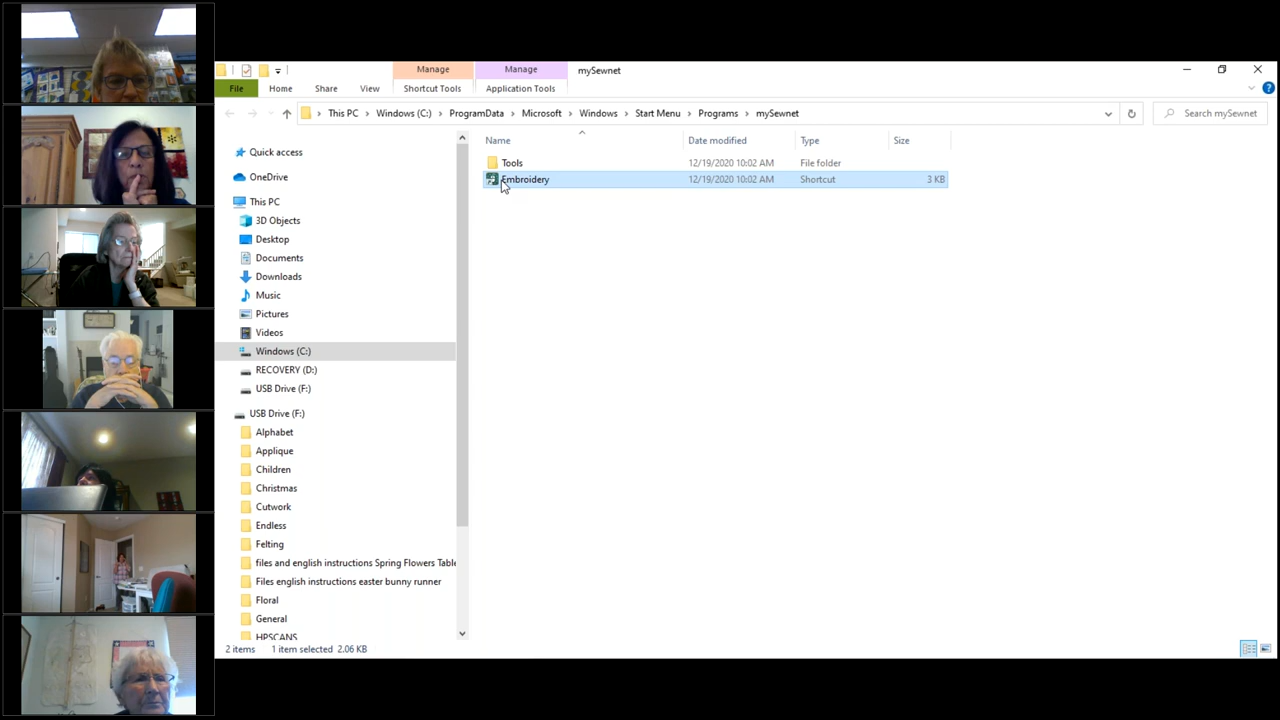 Manage Manage mySewnet
File Home Share View Shortcut Tools Application Tools
This PC Windows (C:) ProgramData Microsoft Windows Start Menu Programs mySewnet Search mySewnet
Name Date modified Type Size
Quick access
OneDrive
This PC
3D Objects
Desktop
Documents
Downloads
Music
Pictures
Videos
Windows (C:)
RECOVERY (D:)
USB Drive (F:)
USB Drive (F:)
Alphabet
Applique
Children
Christmas
Cutwork
Endless
Felting
files and english instructions Spring Flowers Table
Files english instructions easter bunny runner
Floral
General
HPSCANS
Tools 12/19/2020 10:02 AM File folder
Embroidery 12/19/2020 10:02 AM Shortcut 3 KB
2 items 1 item selected 2.06 KB